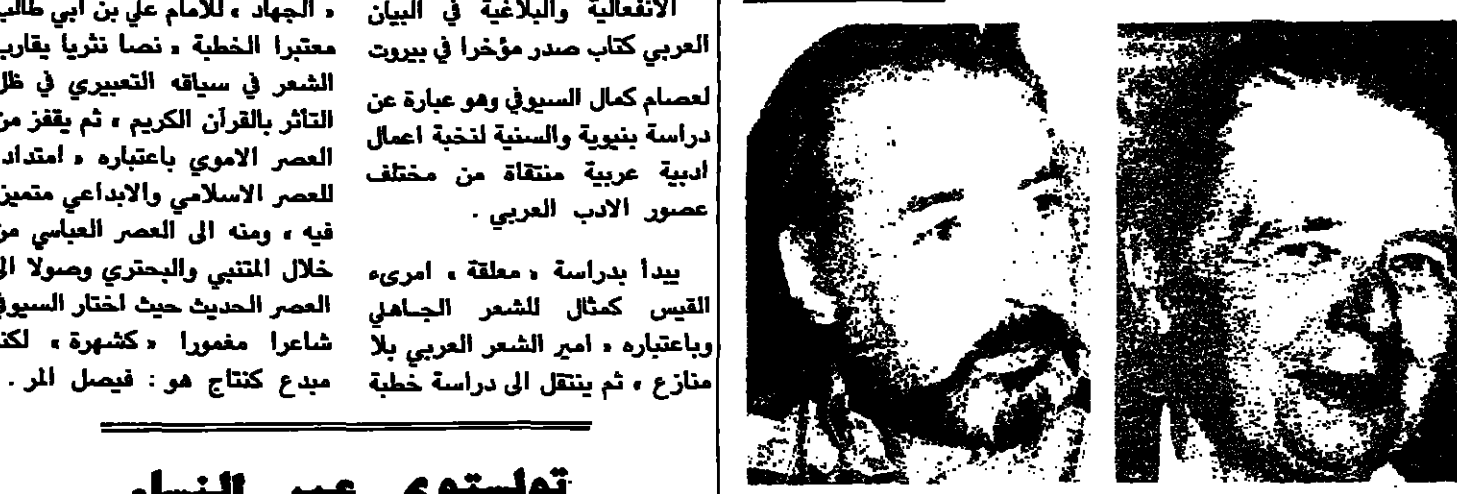 الانفعالية والبلاغية في البيان
العربي كتاب صدر مؤخرا في بيروت
لعصام كمال السيوفي وهو عبارة عن
دراسة بنيوية والسنية لنخبة اعمال
ادبية عربية منتقاة من مختلف
عصور الادب العربي .
يبدأ بدراسة « معلقة » امرىء
القيس كمثال للشعر الجاهلي
وباعتباره « امير الشعر العربي بلا
منازع » ثم ينتقل الى دراسة خطبة
« الجهاد » للامام علي بن ابي طالب
معتبرا الخطبة « نصا نثريا يقارب
الشعر في سياقه التعبيري في ظل
التأثر بالقرآن الكريم » ثم يقفز من
العصر الاموي باعتباره « امتداد
للعصر الاسلامي والابداعي متميز
فيه » ومنه الى العصر العباسي من
خلال المتنبي والبحتري وصولا الى
العصر الحديث حيث اختار السيوفي
شاعرا مغمورا « كشهرة » لكنه
مبدع كنتاج هو : فيصل المر .
تولستوي عبر النساء